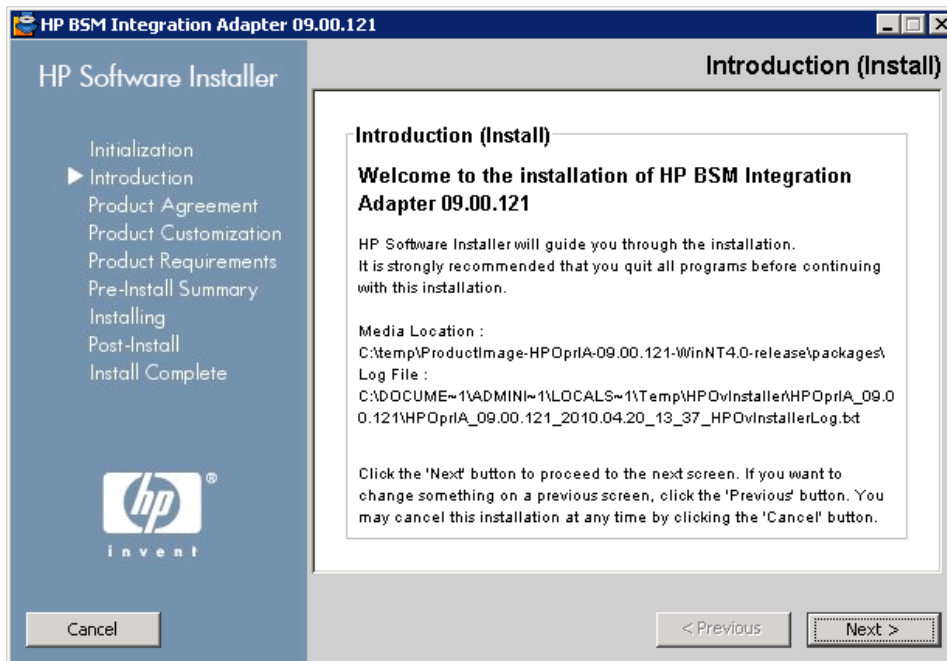 HP BSM Integration Adapter 09.00.121
HP Software Installer
Introduction (Install)
Initialization
Introduction
Product Agreement
Product Customization
Product Requirements
Pre-Install Summary
Installing
Post-Install
Install Complete
Introduction (Install)
Welcome to the installation of HP BSM Integration
Adapter 09.00.121
HP Software Installer will guide you through the installation.
It is strongly recommended that you quit all programs before continuing
with this installation.
Media Location :
C:\temp\ProductImage-HPOprIA-09.00.121-WinNT4.0-release\packages\
Log File :
C:\DOCUME~1\ADMINI~1\LOCALS~1\Temp\HPOvInstaller\HPOprIA_09.0
0.121\HPOprIA_09.00.121_2010.04.20_13_37_HPOvInstallerLog.txt
Click the 'Next' button to proceed to the next screen. If you want to
change something on a previous screen, click the 'Previous' button. You
may cancel this installation at any time by clicking the 'Cancel' button.
hp ®
invent
Cancel
< Previous
Next >